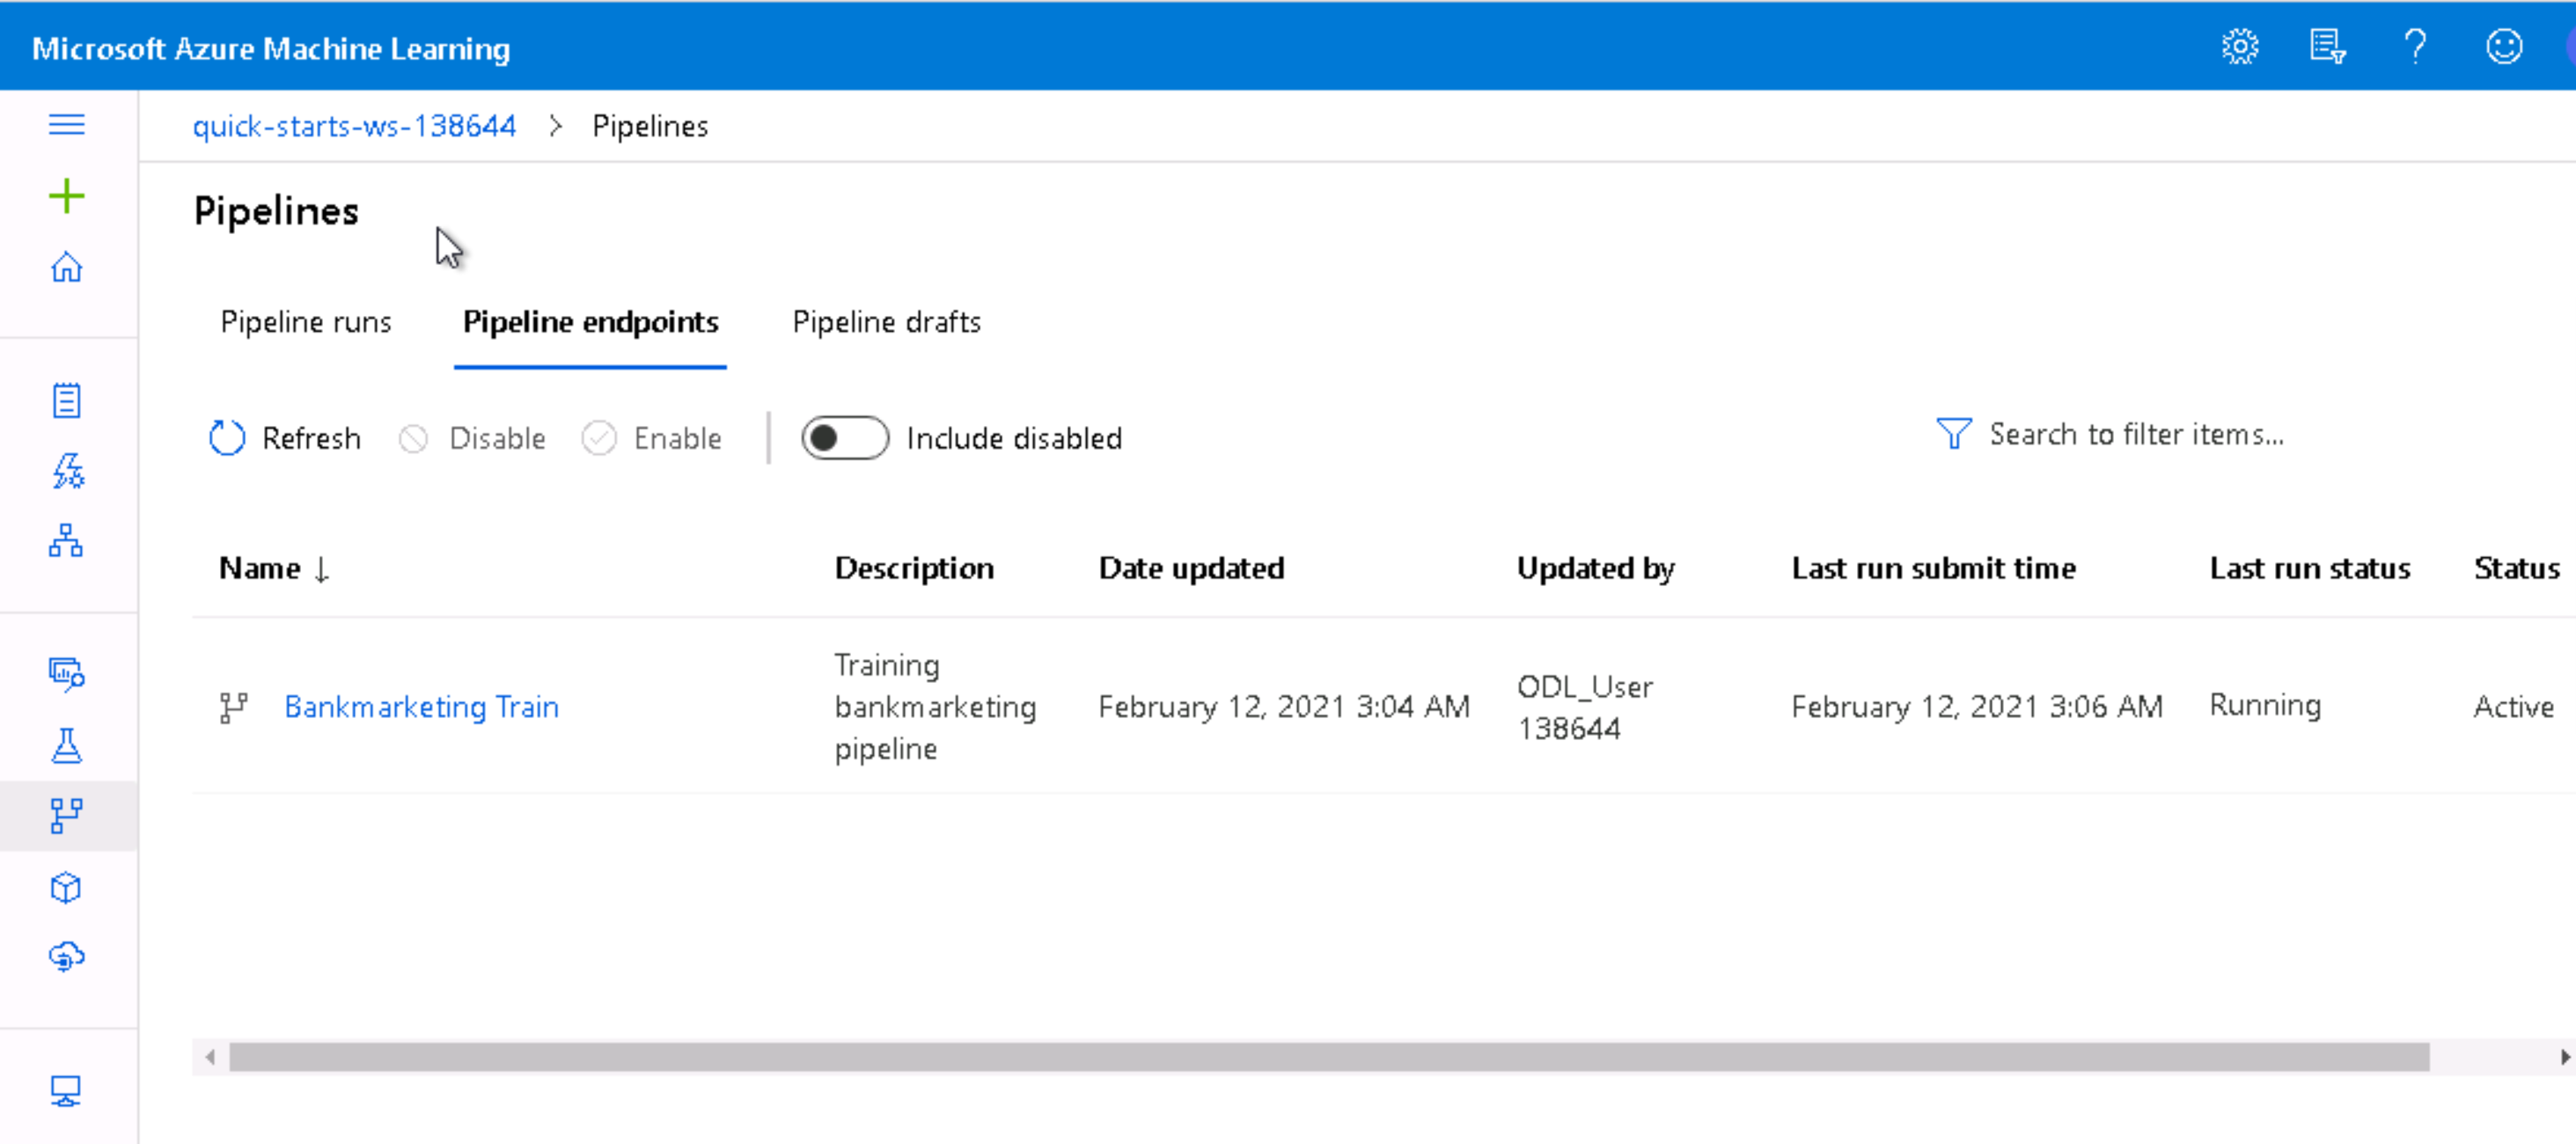 Microsoft Azure Machine Learning
quick-starts-ws-138644 > Pipelines
Pipelines
Pipeline runs Pipeline endpoints Pipeline drafts
Refresh Disable Enable Include disabled Search to filter items...
Name ↓ Description Date updated Updated by Last run submit time Last run status Status
Bankmarketing Train
Training
bankmarketing
pipeline
February 12, 2021 3:04 AM
ODL_User
138644
February 12, 2021 3:06 AM
Running
Active